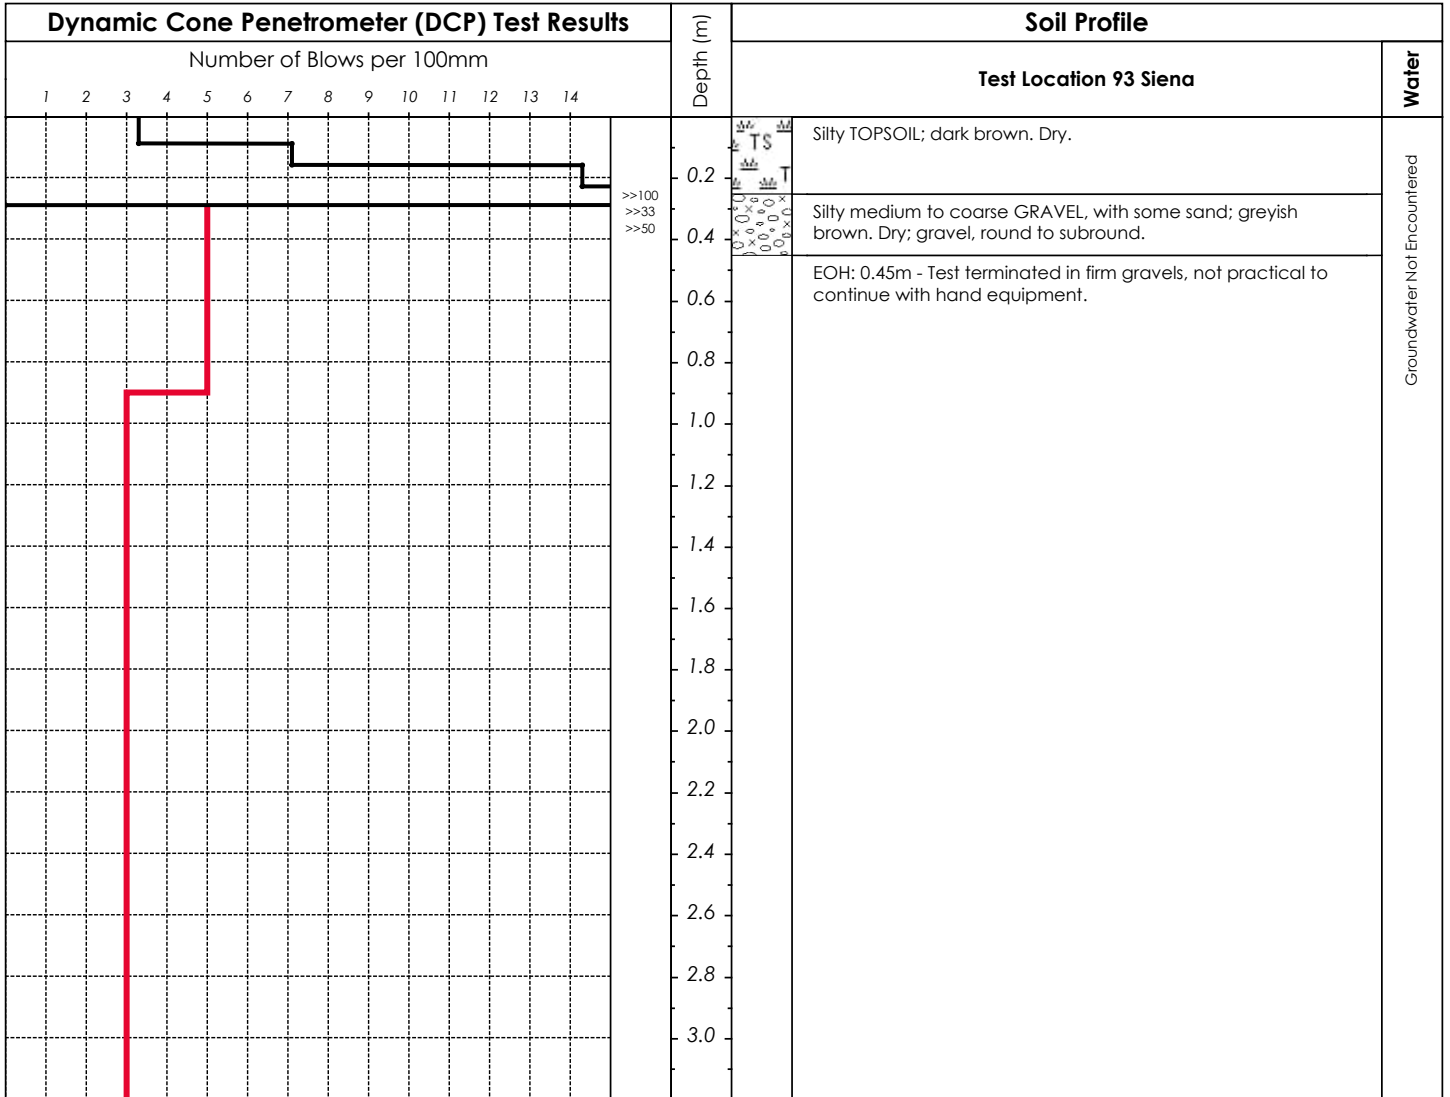 Dynamic Cone Penetrometer (DCP) Test Results
Number of Blows per 100mm
1 2 3 4 5 6 7 8 9 10 11 12 13 14
>>100
>>33
>>50
Depth (m)
0.2
0.4
0.6
0.8
1.0
1.2
1.4
1.6
1.8
2.0
2.2
2.4
2.6
2.8
3.0
Soil Profile
Test Location 93 Siena
Water
TS
T
Silty TOPSOIL; dark brown. Dry.
Silty medium to coarse GRAVEL, with some sand; greyish
brown. Dry; gravel, round to subround.
EOH: 0.45m - Test terminated in firm gravels, not practical to
continue with hand equipment.
Groundwater Not Encountered